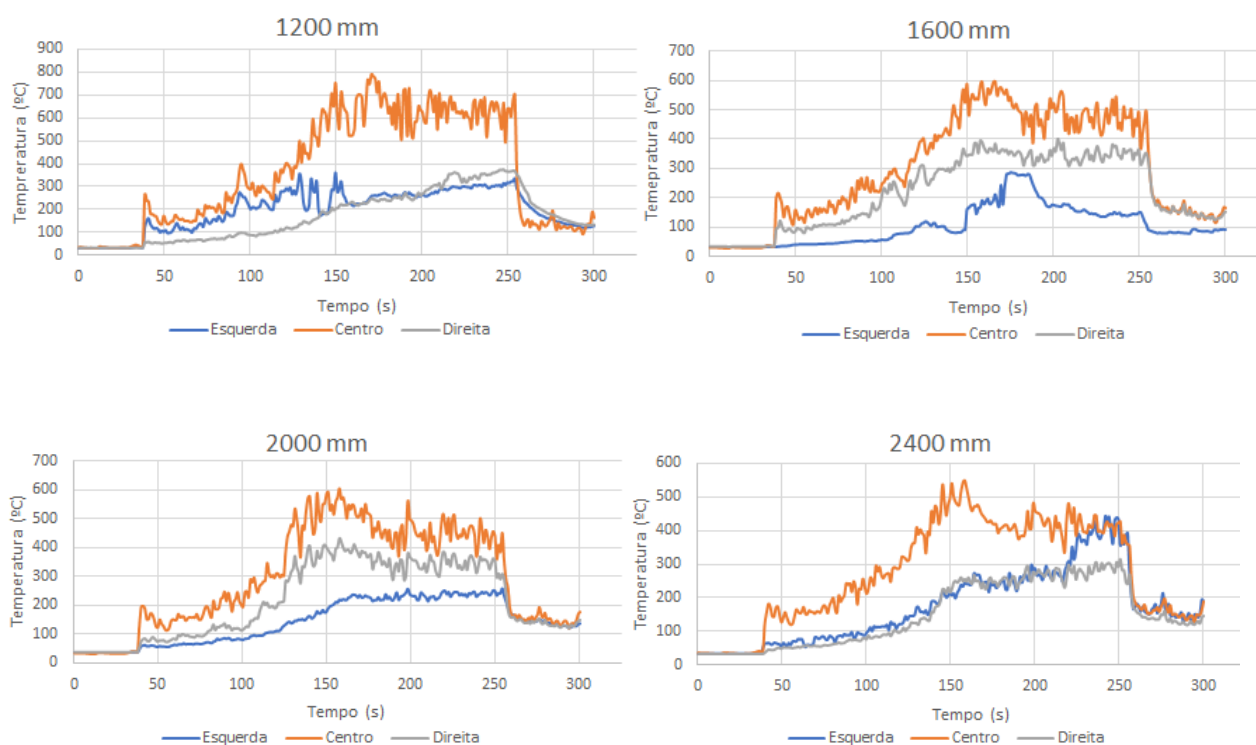 1200 mm
Tempreratura (ºC)
900
800
700
600
500
400
300
200
100
0
0 50 100 150 200 250 300
Tempo (s)
Esquerda Centro Direita
1600 mm
Temepratura (ºC)
700
600
500
400
300
200
100
0
0 50 100 150 200 250 300
Tempo (s)
Esquerda Centro Direita
2000 mm
Temperatura (ºC)
700
600
500
400
300
200
100
0
0 50 100 150 200 250 300
Tempo (s)
Esquerda Centro Direita
2400 mm
Temperatura (ºC)
600
500
400
300
200
100
0
0 50 100 150 200 250 300
Tempo (s)
Esquerda Centro Direita